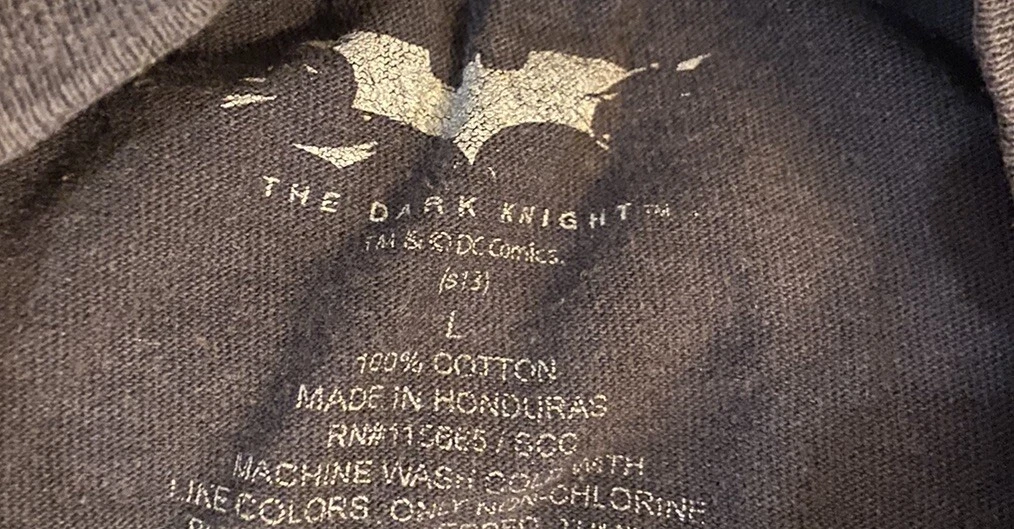 THE DARK KNIGHT™
TM & © DC Comics.
(s13)
L
100% COTTON
MADE IN HONDURAS
RN#115665 / SCC
MACHINE WASH COLD WITH
LIKE COLORS. ONLY NON-CHLORINE